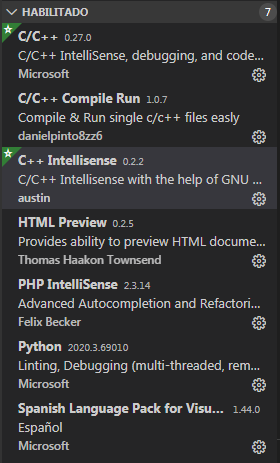 HABILITADO 7
C/C++ 0.27.0
C/C++ IntelliSense, debugging, and code...
Microsoft
C/C++ Compile Run 1.0.7
Compile & Run single c/c++ files easly
danielpinto8zz6
C++ Intellisense 0.2.2
C/C++ Intellisense with the help of GNU ...
austin
HTML Preview 0.2.5
Provides ability to preview HTML docume...
Thomas Haakon Townsend
PHP IntelliSense 2.3.14
Advanced Autocompletion and Refactori...
Felix Becker
Python 2020.3.69010
Linting, Debugging (multi-threaded, rem...
Microsoft
Spanish Language Pack for Visu... 1.44.0
Español
Microsoft